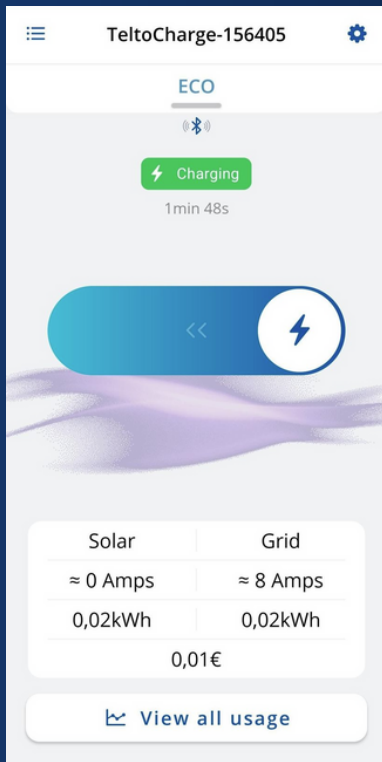 TeltoCharge-156405
ECO
Charging
1min 48s
Solar Grid
≈ 0 Amps ≈ 8 Amps
0,02kWh 0,02kWh
0,01€
View all usage